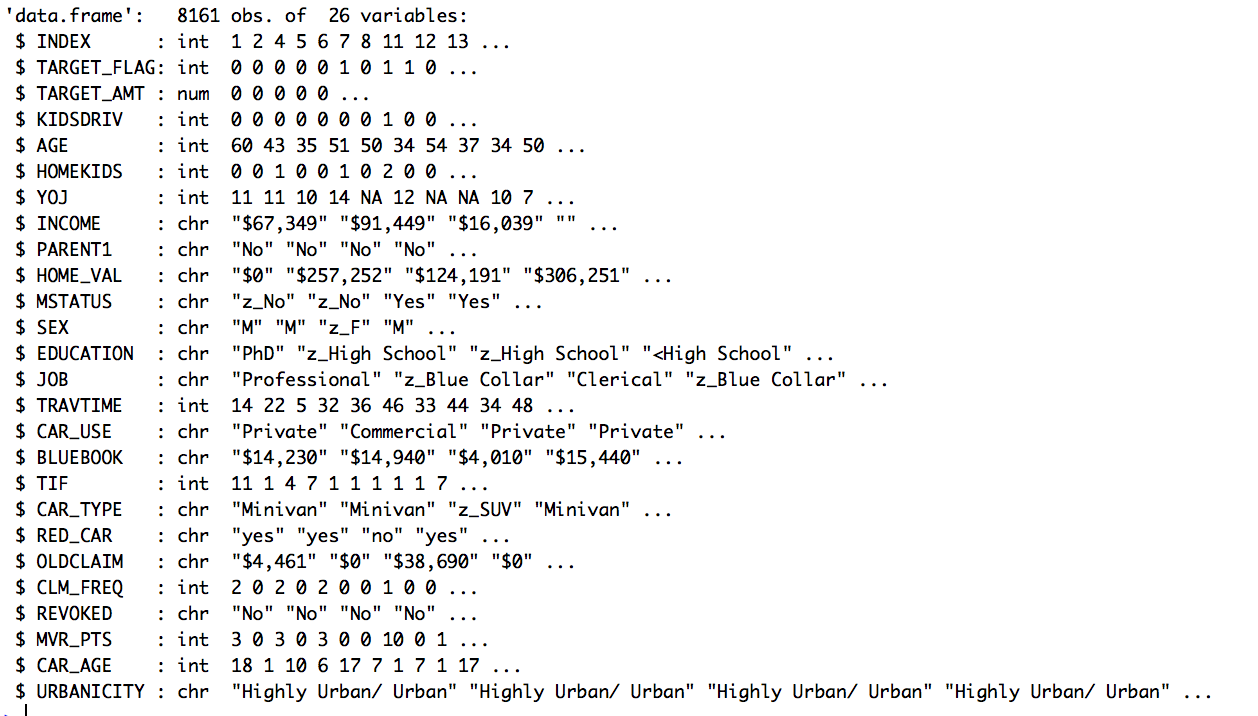 'data.frame':   8161 obs. of  26 variables:
 $ INDEX      : int  1 2 4 5 6 7 8 11 12 13 ...
 $ TARGET_FLAG: int  0 0 0 0 0 1 0 1 1 0 ...
 $ TARGET_AMT : num  0 0 0 0 0 ...
 $ KIDSDRIV   : int  0 0 0 0 0 0 0 1 0 0 ...
 $ AGE        : int  60 43 35 51 50 34 54 37 34 50 ...
 $ HOMEKIDS   : int  0 0 1 0 0 1 0 2 0 0 ...
 $ YOJ        : int  11 11 10 14 NA 12 NA NA 10 7 ...
 $ INCOME     : chr  "$67,349" "$91,449" "$16,039" "" ...
 $ PARENT1    : chr  "No" "No" "No" "No" ...
 $ HOME_VAL   : chr  "$0" "$257,252" "$124,191" "$306,251" ...
 $ MSTATUS    : chr  "z_No" "z_No" "Yes" "Yes" ...
 $ SEX        : chr  "M" "M" "z_F" "M" ...
 $ EDUCATION  : chr  "PhD" "z_High School" "z_High School" "<High School" ...
 $ JOB        : chr  "Professional" "z_Blue Collar" "Clerical" "z_Blue Collar" ...
 $ TRAVTIME   : int  14 22 5 32 36 46 33 44 34 48 ...
 $ CAR_USE    : chr  "Private" "Commercial" "Private" "Private" ...
 $ BLUEBOOK   : chr  "$14,230" "$14,940" "$4,010" "$15,440" ...
 $ TIF        : int  11 1 4 7 1 1 1 1 1 7 ...
 $ CAR_TYPE   : chr  "Minivan" "Minivan" "z_SUV" "Minivan" ...
 $ RED_CAR    : chr  "yes" "yes" "no" "yes" ...
 $ OLDCLAIM   : chr  "$4,461" "$0" "$38,690" "$0" ...
 $ CLM_FREQ   : int  2 0 2 0 2 0 0 1 0 0 ...
 $ REVOKED    : chr  "No" "No" "No" "No" ...
 $ MVR_PTS    : int  3 0 3 0 3 0 0 10 0 1 ...
 $ CAR_AGE    : int  18 1 10 6 17 7 1 7 1 17 ...
 $ URBANICITY : chr  "Highly Urban/ Urban" "Highly Urban/ Urban" "Highly Urban/ Urban" "Highly Urban/ Urban" ...